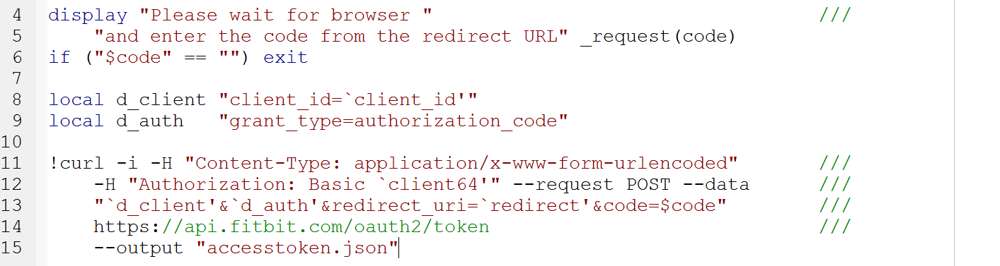 4 display "Please wait for browser " ///
5 "and enter the code from the redirect URL" _request(code)
6 if ("$code" == "") exit
7
8 local d_client "client_id=`client_id'"
9 local d_auth "grant_type=authorization_code"
10
11 !curl -i -H "Content-Type: application/x-www-form-urlencoded" ///
12 -H "Authorization: Basic `client64'" --request POST --data ///
13 "`d_client'&`d_auth'&redirect_uri=`redirect'&code=$code" ///
14 https://api.fitbit.com/oauth2/token ///
15 --output "accesstoken.json"